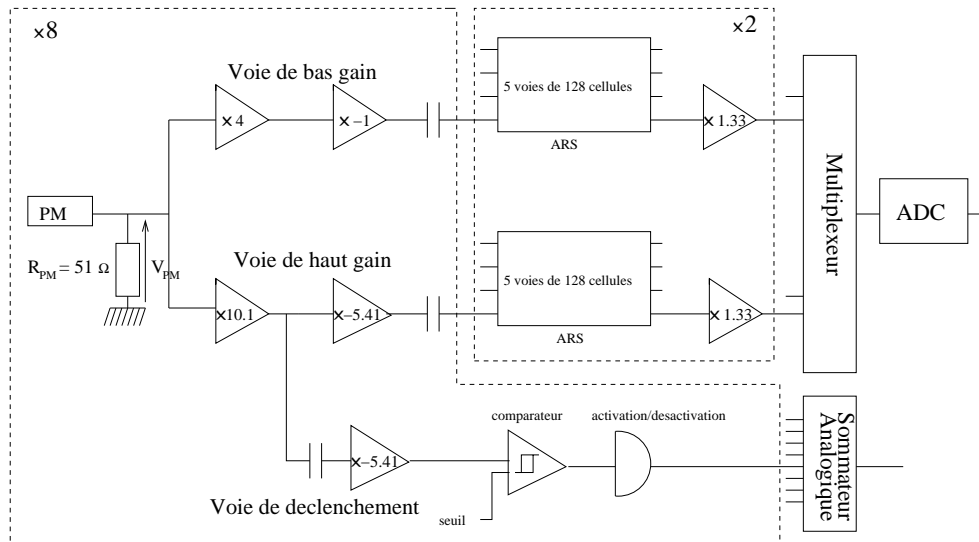 ×8
×2
Voie de bas gain
×4
×−1
5 voies de 128 cellules
ARS
×1.33
Multiplexeur
ADC
PM
R_PM = 51 Ω
V_PM
Voie de haut gain
×10.1
×−5.41
5 voies de 128 cellules
ARS
×1.33
comparateur
activation/desactivation
×−5.41
Voie de declenchement
seuil
Sommateur
Analogique